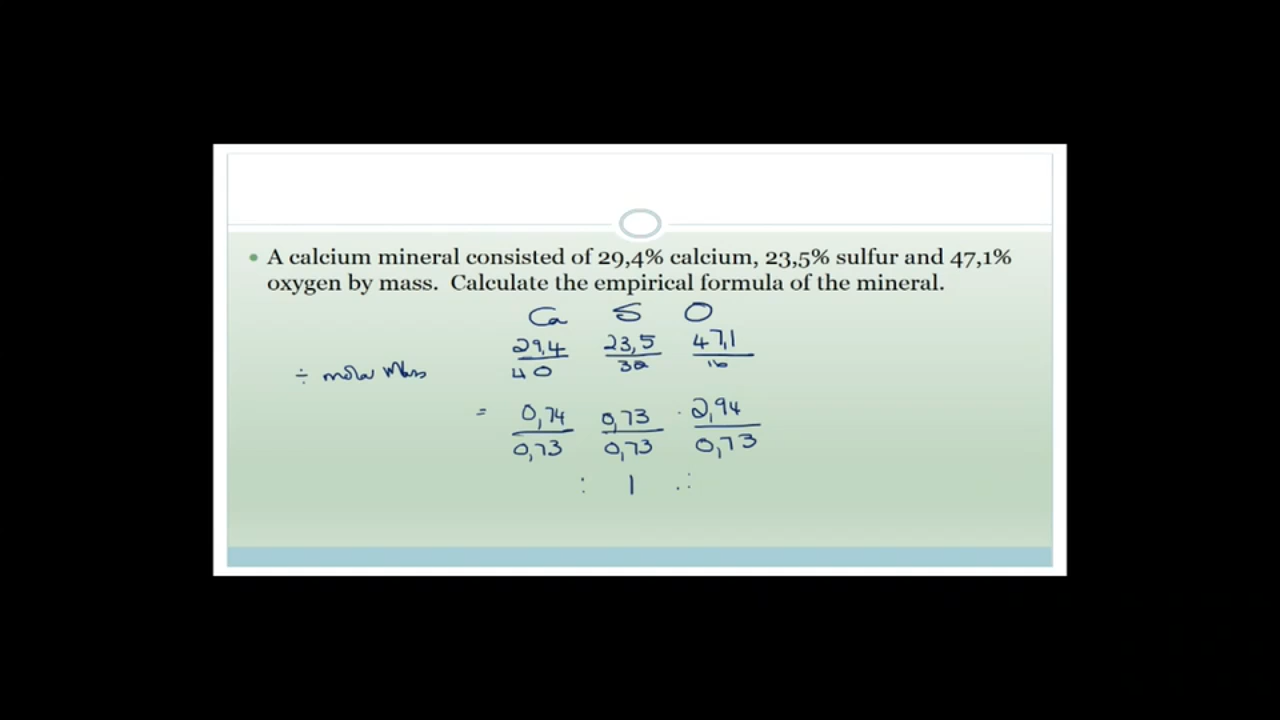 • A calcium mineral consisted of 29,4% calcium, 23,5% sulfur and 47,1%
oxygen by mass. Calculate the empirical formula of the mineral.
Ca S O
29,4 23,5 47,1
÷ molar Mass 40 32 16
= 0,74 0,73 2,94
0,73 0,73 0,73
: 1 :